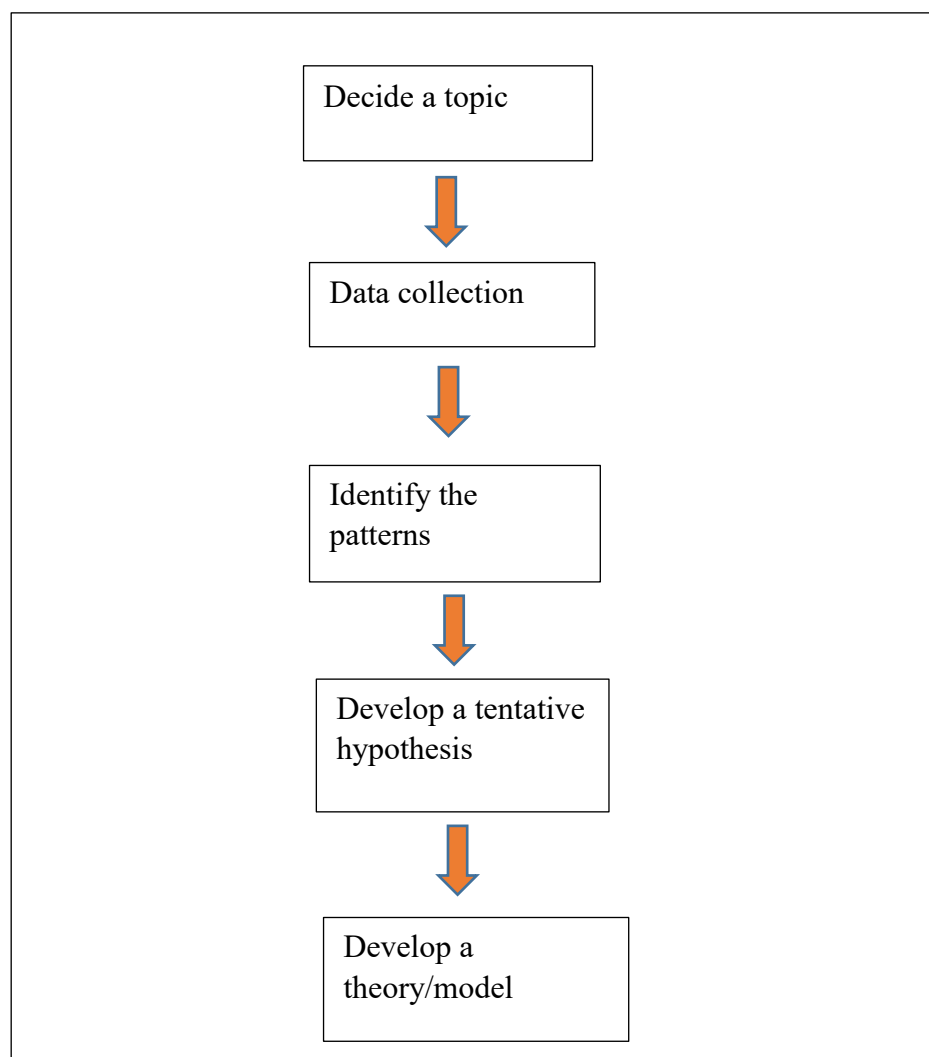 Decide a topic
Data collection
Identify the
patterns
Develop a tentative
hypothesis
Develop a
theory/model